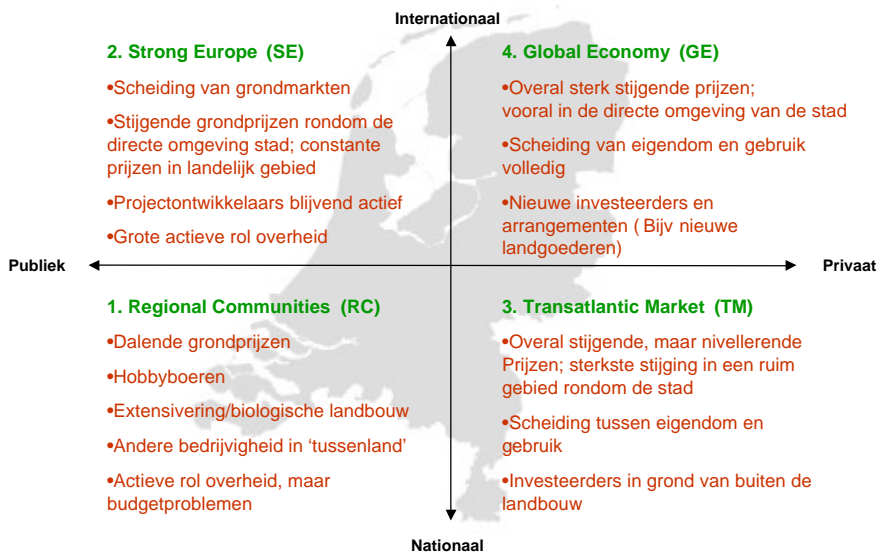 Internationaal
2. Strong Europe (SE)
•Scheiding van grondmarkten
•Stijgende grondprijzen rondom de
directe omgeving stad; constante
prijzen in landelijk gebied
•Projectontwikkelaars blijvend actief
•Grote actieve rol overheid
4. Global Economy (GE)
•Overal sterk stijgende prijzen;
vooral in de directe omgeving van de stad
•Scheiding van eigendom en gebruik
volledig
•Nieuwe investeerders en
arrangementen ( Bijv nieuwe
landgoederen)
Publiek
Privaat
1. Regional Communities (RC)
•Dalende grondprijzen
•Hobbyboeren
•Extensivering/biologische landbouw
•Andere bedrijvigheid in ‘tussenland’
•Actieve rol overheid, maar
budgetproblemen
3. Transatlantic Market (TM)
•Overal stijgende, maar nivellerende
Prijzen; sterkste stijging in een ruim
gebied rondom de stad
•Scheiding tussen eigendom en
gebruik
•Investeerders in grond van buiten de
landbouw
Nationaal